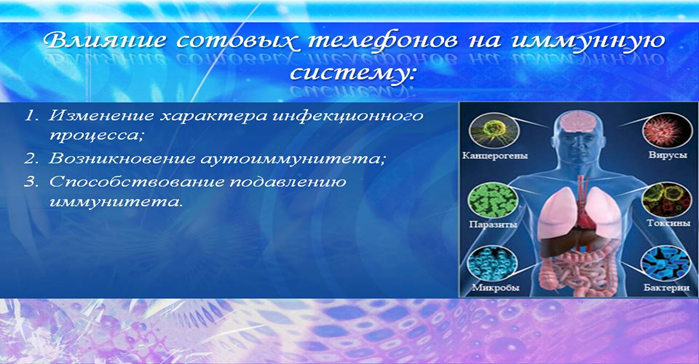 Влияние сотовых телефонов на иммунную
систему:
1. Изменение характера инфекционного
процесса;
2. Возникновение аутоиммунитета;
3. Способствование подавлению
иммунитета.
Канцерогены
Вирусы
Паразиты
Токсины
Микробы
Бактерии